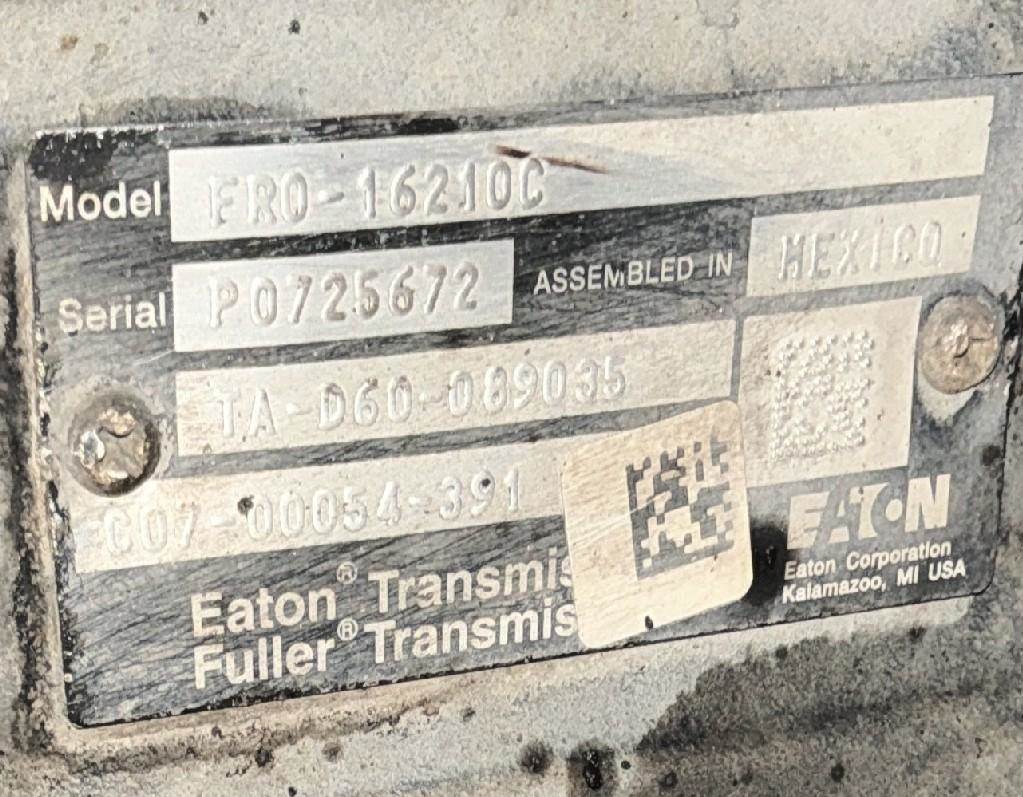 Model FRO-16210C
Serial P0725672 ASSEMBLED IN MEXICO
TA-D60-089035
C07-00054-391
EATON
Eaton® Transmis
Eaton Corporation
Kalamazoo, MI USA
Fuller® Transmis